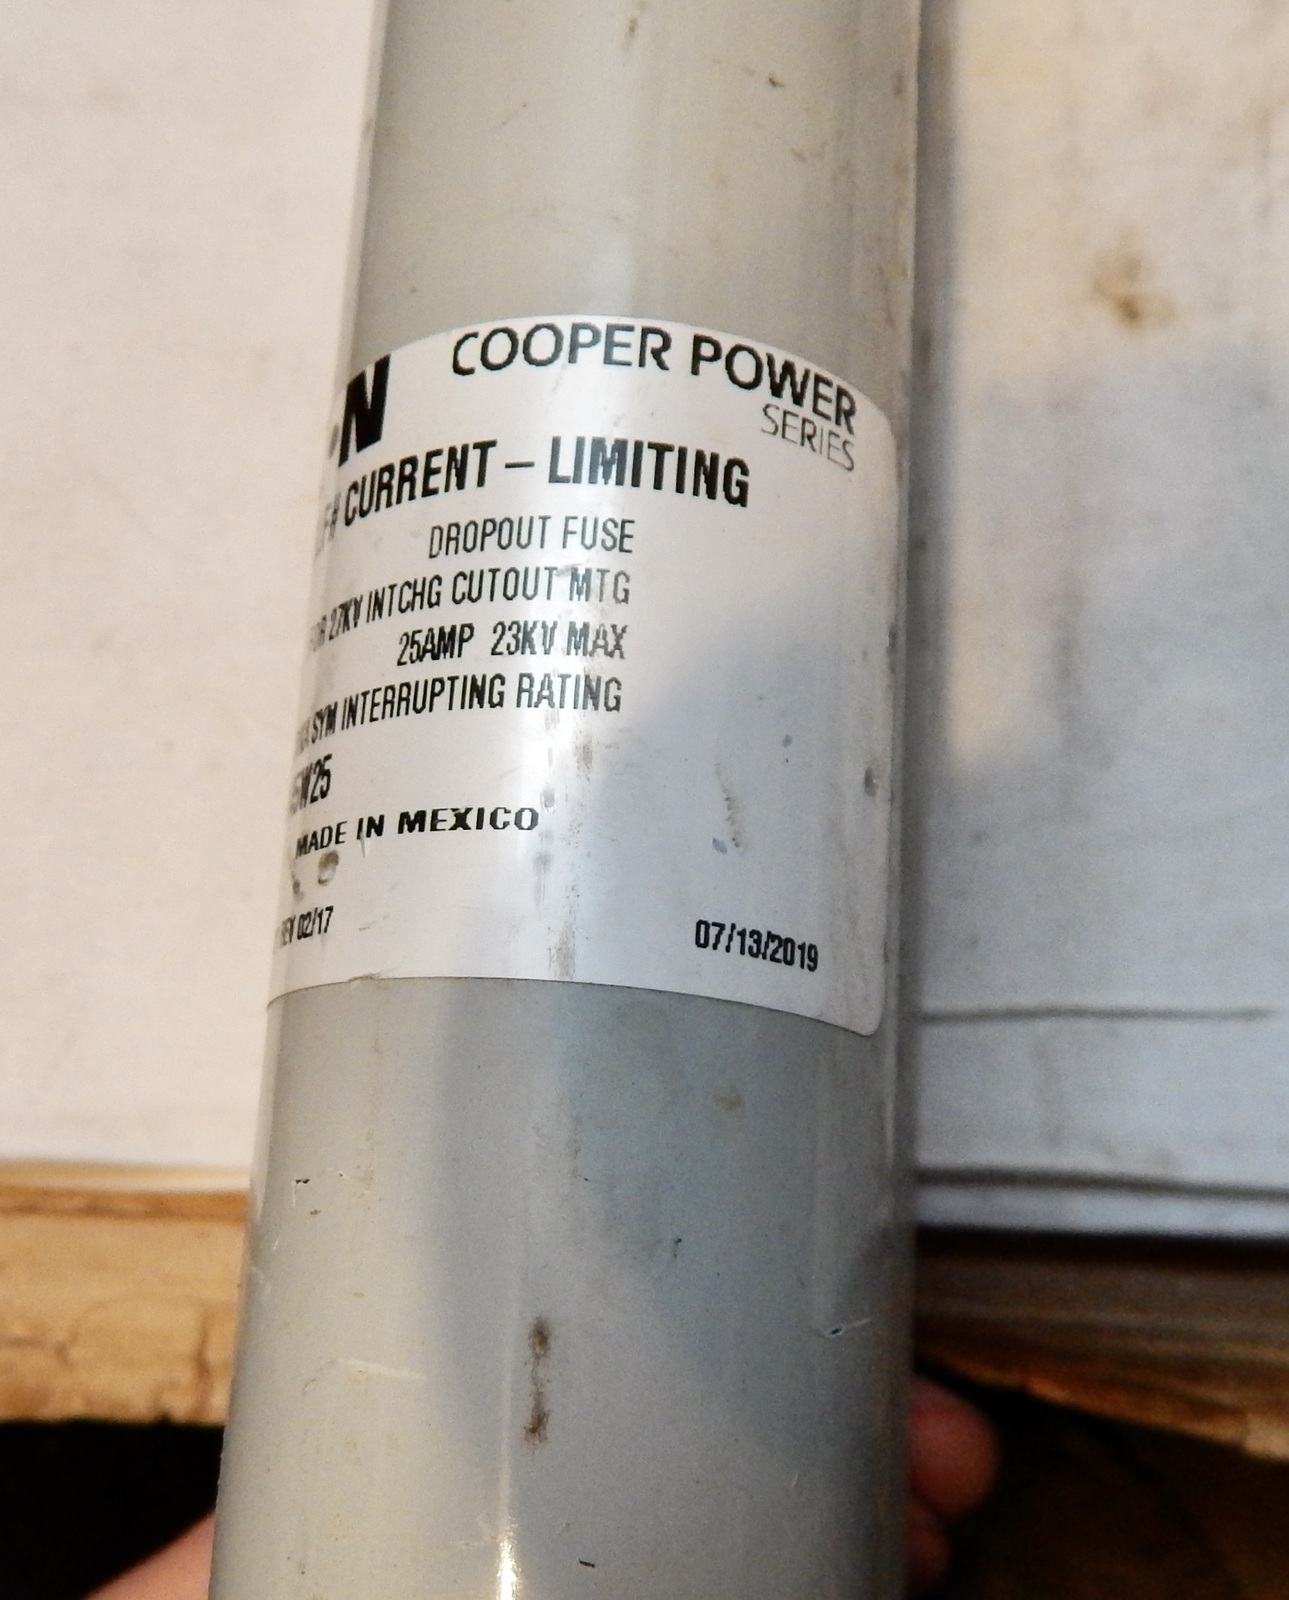 COOPER POWER
SERIES
CURRENT - LIMITING
DROPOUT FUSE
27KV INTCHG CUTOUT MTG
25AMP 23KV MAX
SYM INTERRUPTING RATING
MADE IN MEXICO
REV 02/17
07/13/2019